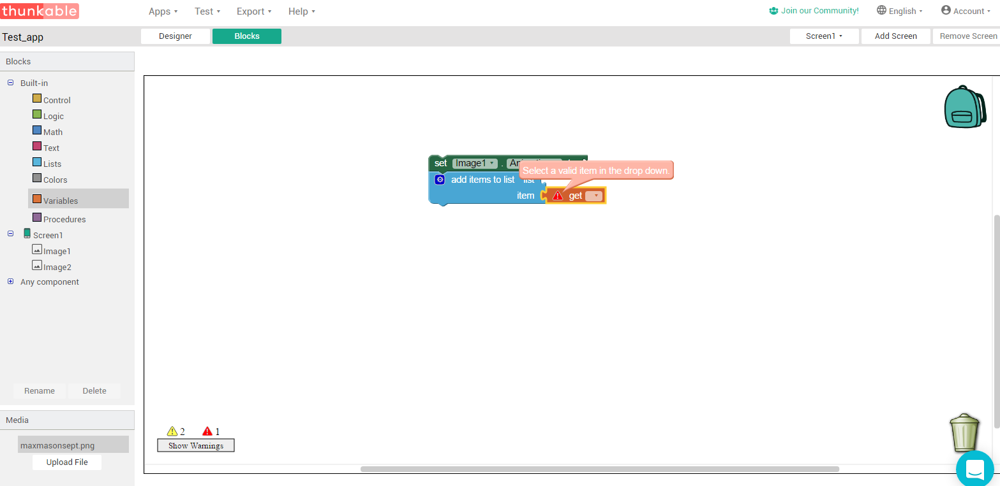 thunkable
Apps Test Export Help Join our Community! English Account
Test_app Designer Blocks Screen1 Add Screen Remove Screen
Blocks
Built-in
Control
Logic
Math
Text
Lists
Colors
Variables
Procedures
Screen1
Image1
Image2
Any component
Rename Delete
Media
maxmasonsept.png
Upload File
set Image1 .
Select a valid item in the drop down.
add items to list list
item get
2 1
Show Warnings